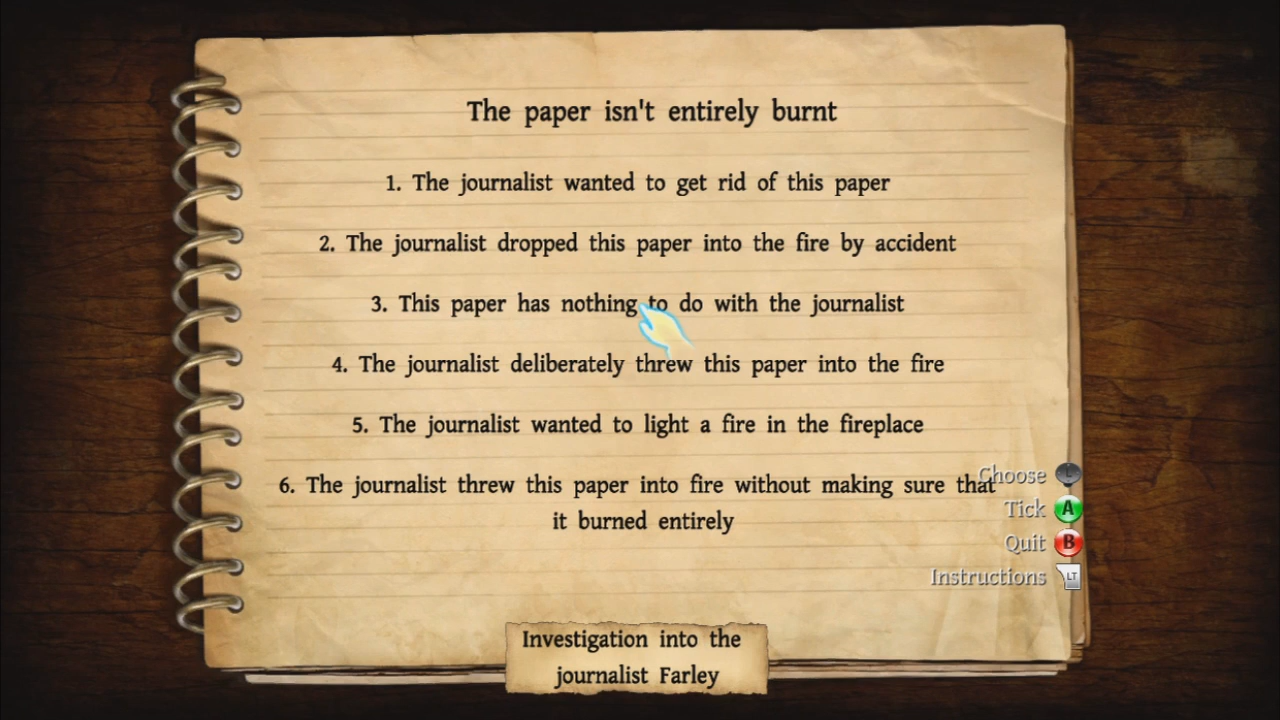 The paper isn't entirely burnt
1. The journalist wanted to get rid of this paper
2. The journalist dropped this paper into the fire by accident
3. This paper has nothing to do with the journalist
4. The journalist deliberately threw this paper into the fire
5. The journalist wanted to light a fire in the fireplace
6. The journalist threw this paper into fire without making sure that
it burned entirely
Choose L
Tick A
Quit B
Instructions LT
Investigation into the
journalist Farley